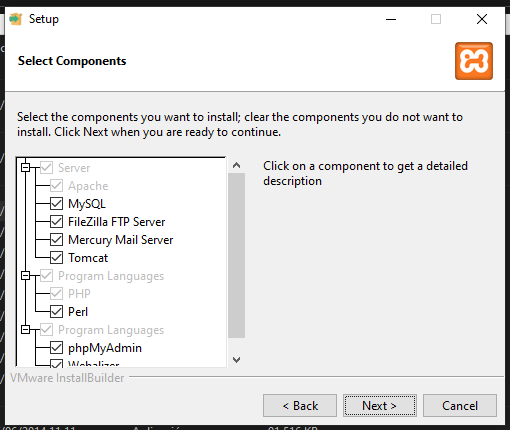 Setup
Select Components
Select the components you want to install; clear the components you do not want to
install. Click Next when you are ready to continue.
Server
Apache
MySQL
FileZilla FTP Server
Mercury Mail Server
Tomcat
Program Languages
PHP
Perl
Program Languages
phpMyAdmin
Webalizer
Click on a component to get a detailed
description
VMware InstallBuilder
< Back
Next >
Cancel